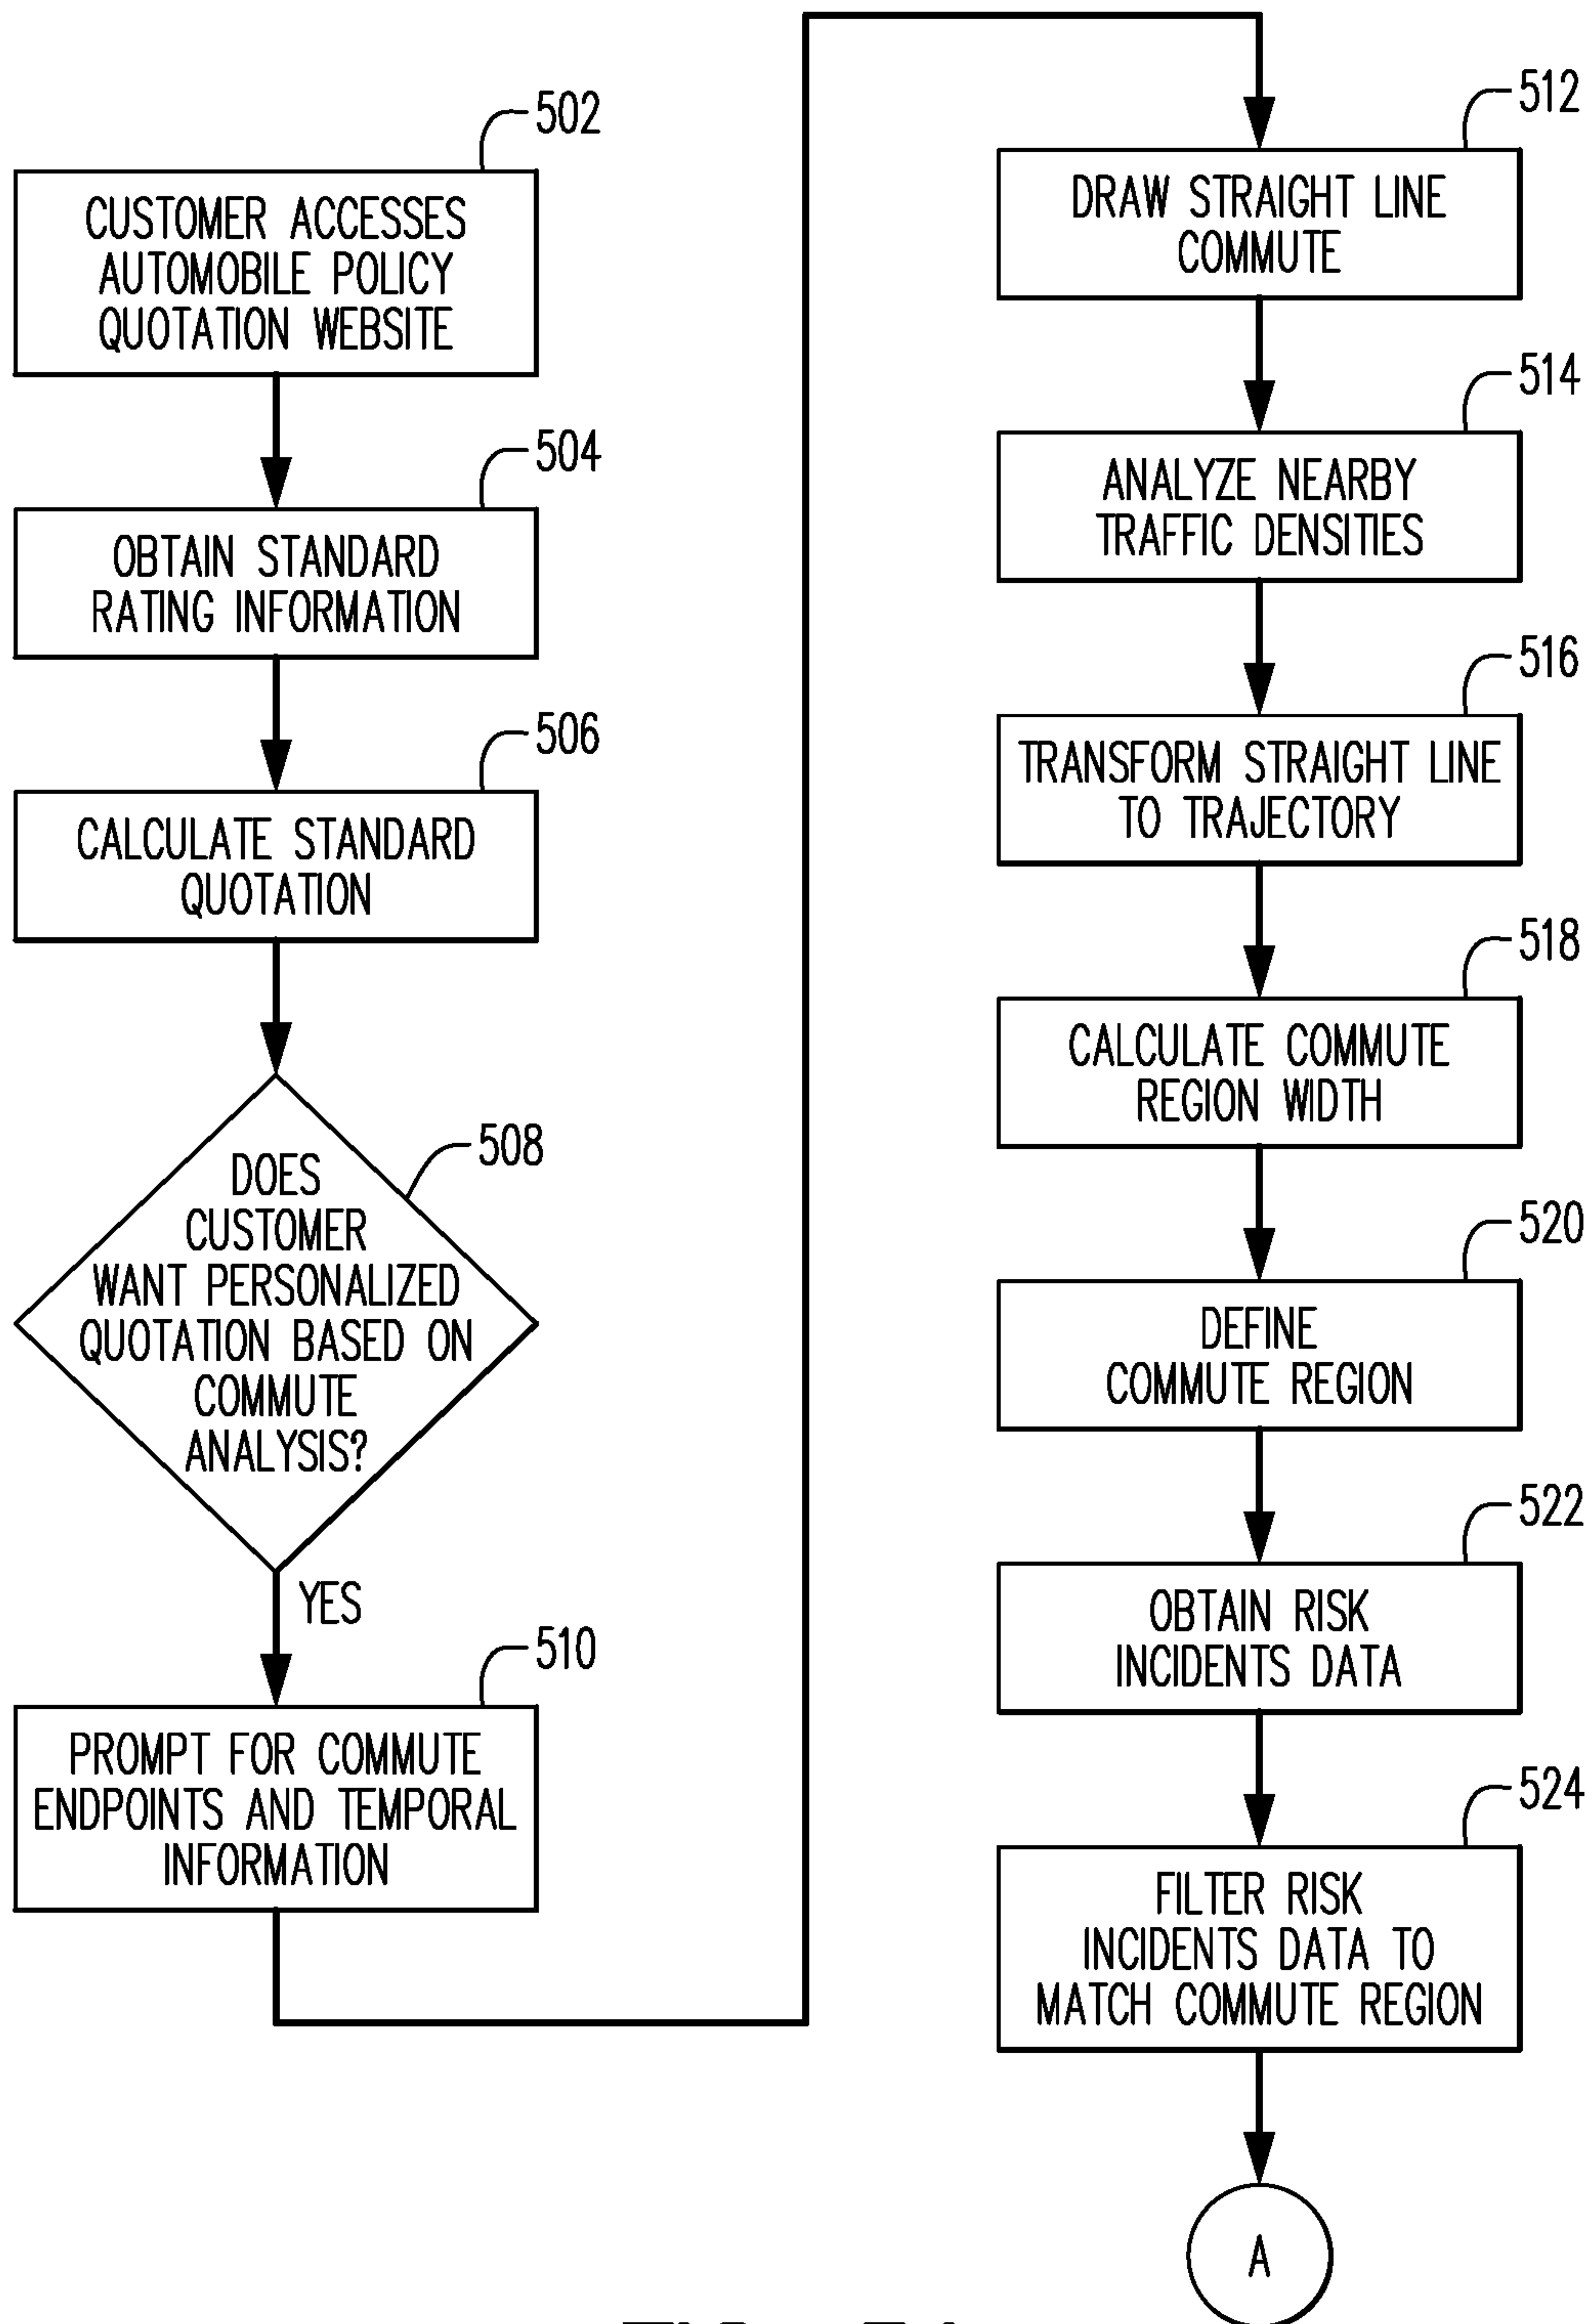 502
CUSTOMER ACCESSES
AUTOMOBILE POLICY
QUOTATION WEBSITE
504
OBTAIN STANDARD
RATING INFORMATION
506
CALCULATE STANDARD
QUOTATION
508
DOES
CUSTOMER
WANT PERSONALIZED
QUOTATION BASED ON
COMMUTE
ANALYSIS?
YES
510
PROMPT FOR COMMUTE
ENDPOINTS AND TEMPORAL
INFORMATION
512
DRAW STRAIGHT LINE
COMMUTE
514
ANALYZE NEARBY
TRAFFIC DENSITIES
516
TRANSFORM STRAIGHT LINE
TO TRAJECTORY
518
CALCULATE COMMUTE
REGION WIDTH
520
DEFINE
COMMUTE REGION
522
OBTAIN RISK
INCIDENTS DATA
524
FILTER RISK
INCIDENTS DATA TO
MATCH COMMUTE REGION
A